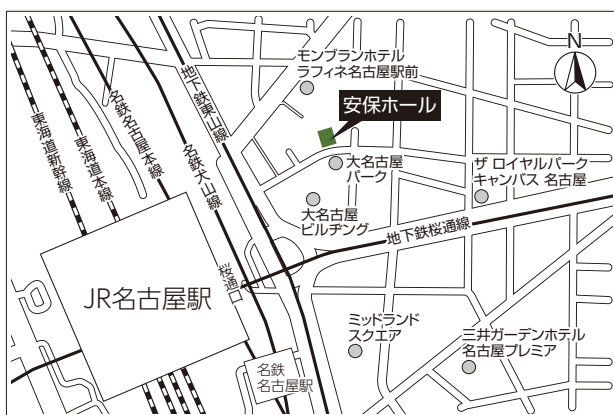 N
モンブランホテル
ラフィネ名古屋駅前
安保ホール
大名古屋
パーク
大名古屋
ビルヂング
ザ ロイヤルパーク
キャンバス 名古屋
地下鉄東山線
名鉄犬山線
名鉄名古屋本線
東海道本線
東海道新幹線
地下鉄桜通線
桜通口
JR名古屋駅
ミッドランド
スクエア
三井ガーデンホテル
名古屋プレミア
名鉄
名古屋駅